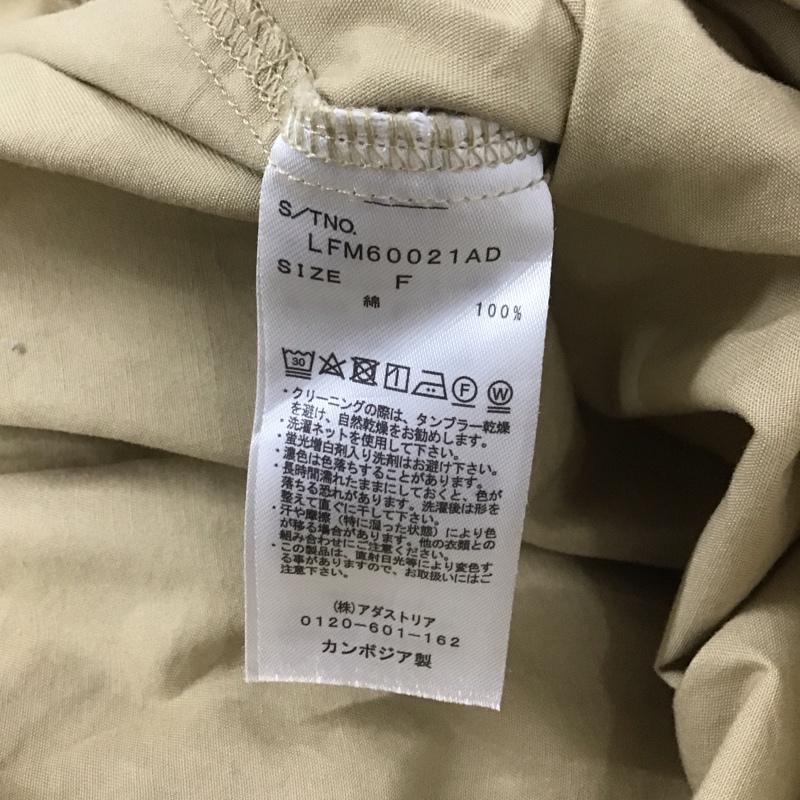 S/TNO.
LFM60021AD
SIZE F
綿 100%
30 F W
・クリーニングの際は、タンブラー乾燥
を避け、自然乾燥をお勧めします。
・洗濯ネットを使用して下さい。
・蛍光増白剤入り洗剤はお避け下さい。
・濃色は色落ちすることがあります。
・長時間濡れたままにしておくと、色が
落ちる恐れがあります。洗濯後は形を
整えて直ぐに干して下さい。
・汗や摩擦（特に湿った状態）により色
が移る場合があります。他の衣類との
組み合わせにご注意ください。
・この製品は、直射日光等により変色す
る事がありますので、お取扱いにはご
注意下さい。
(株)アダストリア
0120-601-162
カンボジア製